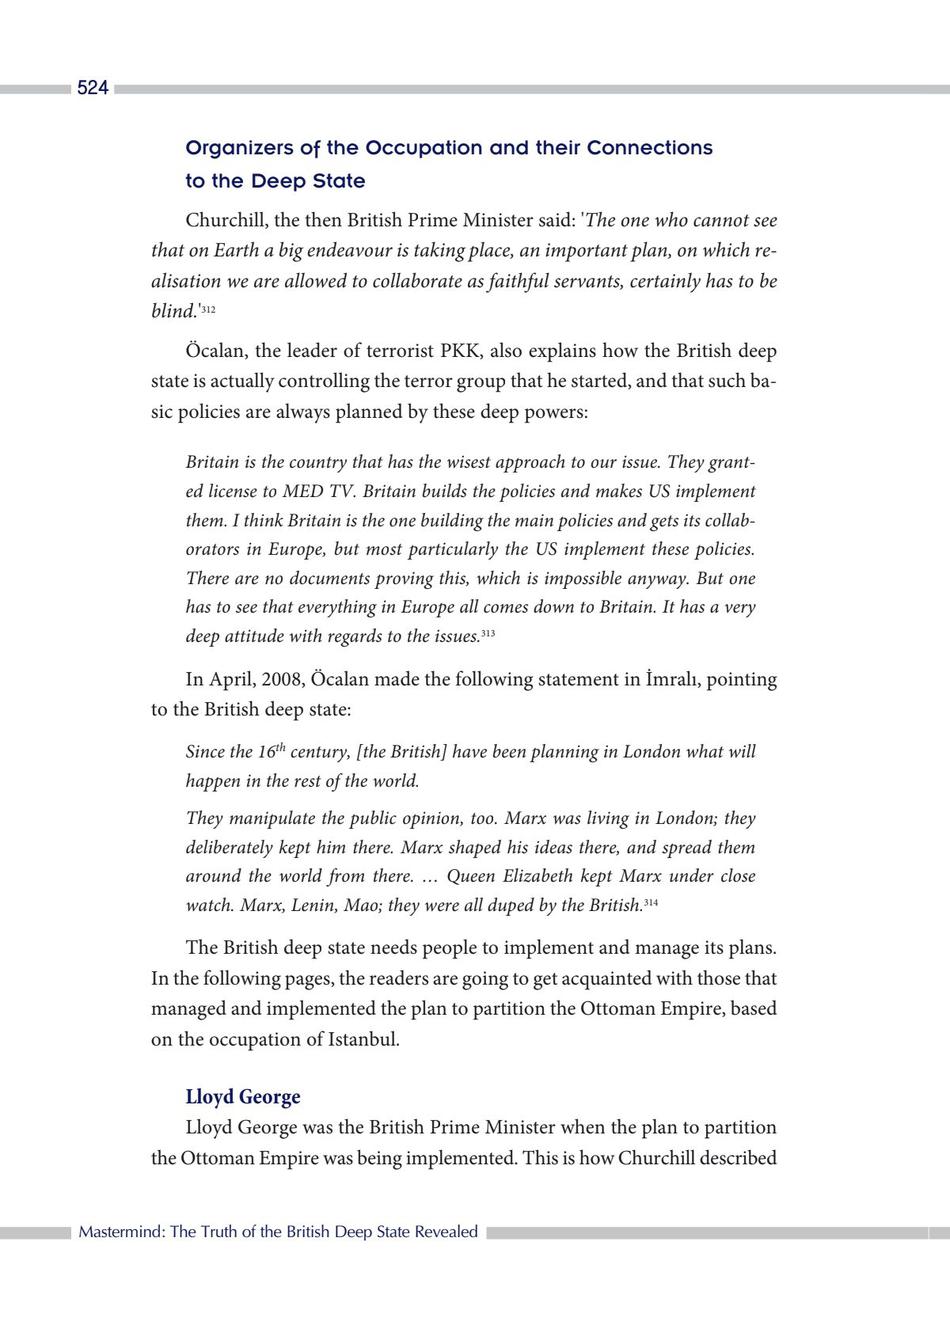 524
Organizers of the Occupation and their Connections
to the Deep State
Churchill, the then British Prime Minister said: 'The one who cannot see
that on Earth a big endeavour is taking place, an important plan, on which re-
alisation we are allowed to collaborate as faithful servants, certainly has to be
blind.'312
Öcalan, the leader of terrorist PKK, also explains how the British deep
state is actually controlling the terror group that he started, and that such ba-
sic policies are always planned by these deep powers:
Britain is the country that has the wisest approach to our issue. They grant-
ed license to MED TV. Britain builds the policies and makes US implement
them. I think Britain is the one building the main policies and gets its collab-
orators in Europe, but most particularly the US implement these policies.
There are no documents proving this, which is impossible anyway. But one
has to see that everything in Europe all comes down to Britain. It has a very
deep attitude with regards to the issues.313
In April, 2008, Öcalan made the following statement in İmralı, pointing
to the British deep state:
Since the 16th century, [the British] have been planning in London what will
happen in the rest of the world.
They manipulate the public opinion, too. Marx was living in London; they
deliberately kept him there. Marx shaped his ideas there, and spread them
around the world from there. … Queen Elizabeth kept Marx under close
watch. Marx, Lenin, Mao; they were all duped by the British.314
The British deep state needs people to implement and manage its plans.
In the following pages, the readers are going to get acquainted with those that
managed and implemented the plan to partition the Ottoman Empire, based
on the occupation of Istanbul.
Lloyd George
Lloyd George was the British Prime Minister when the plan to partition
the Ottoman Empire was being implemented. This is how Churchill described
Mastermind: The Truth of the British Deep State Revealed